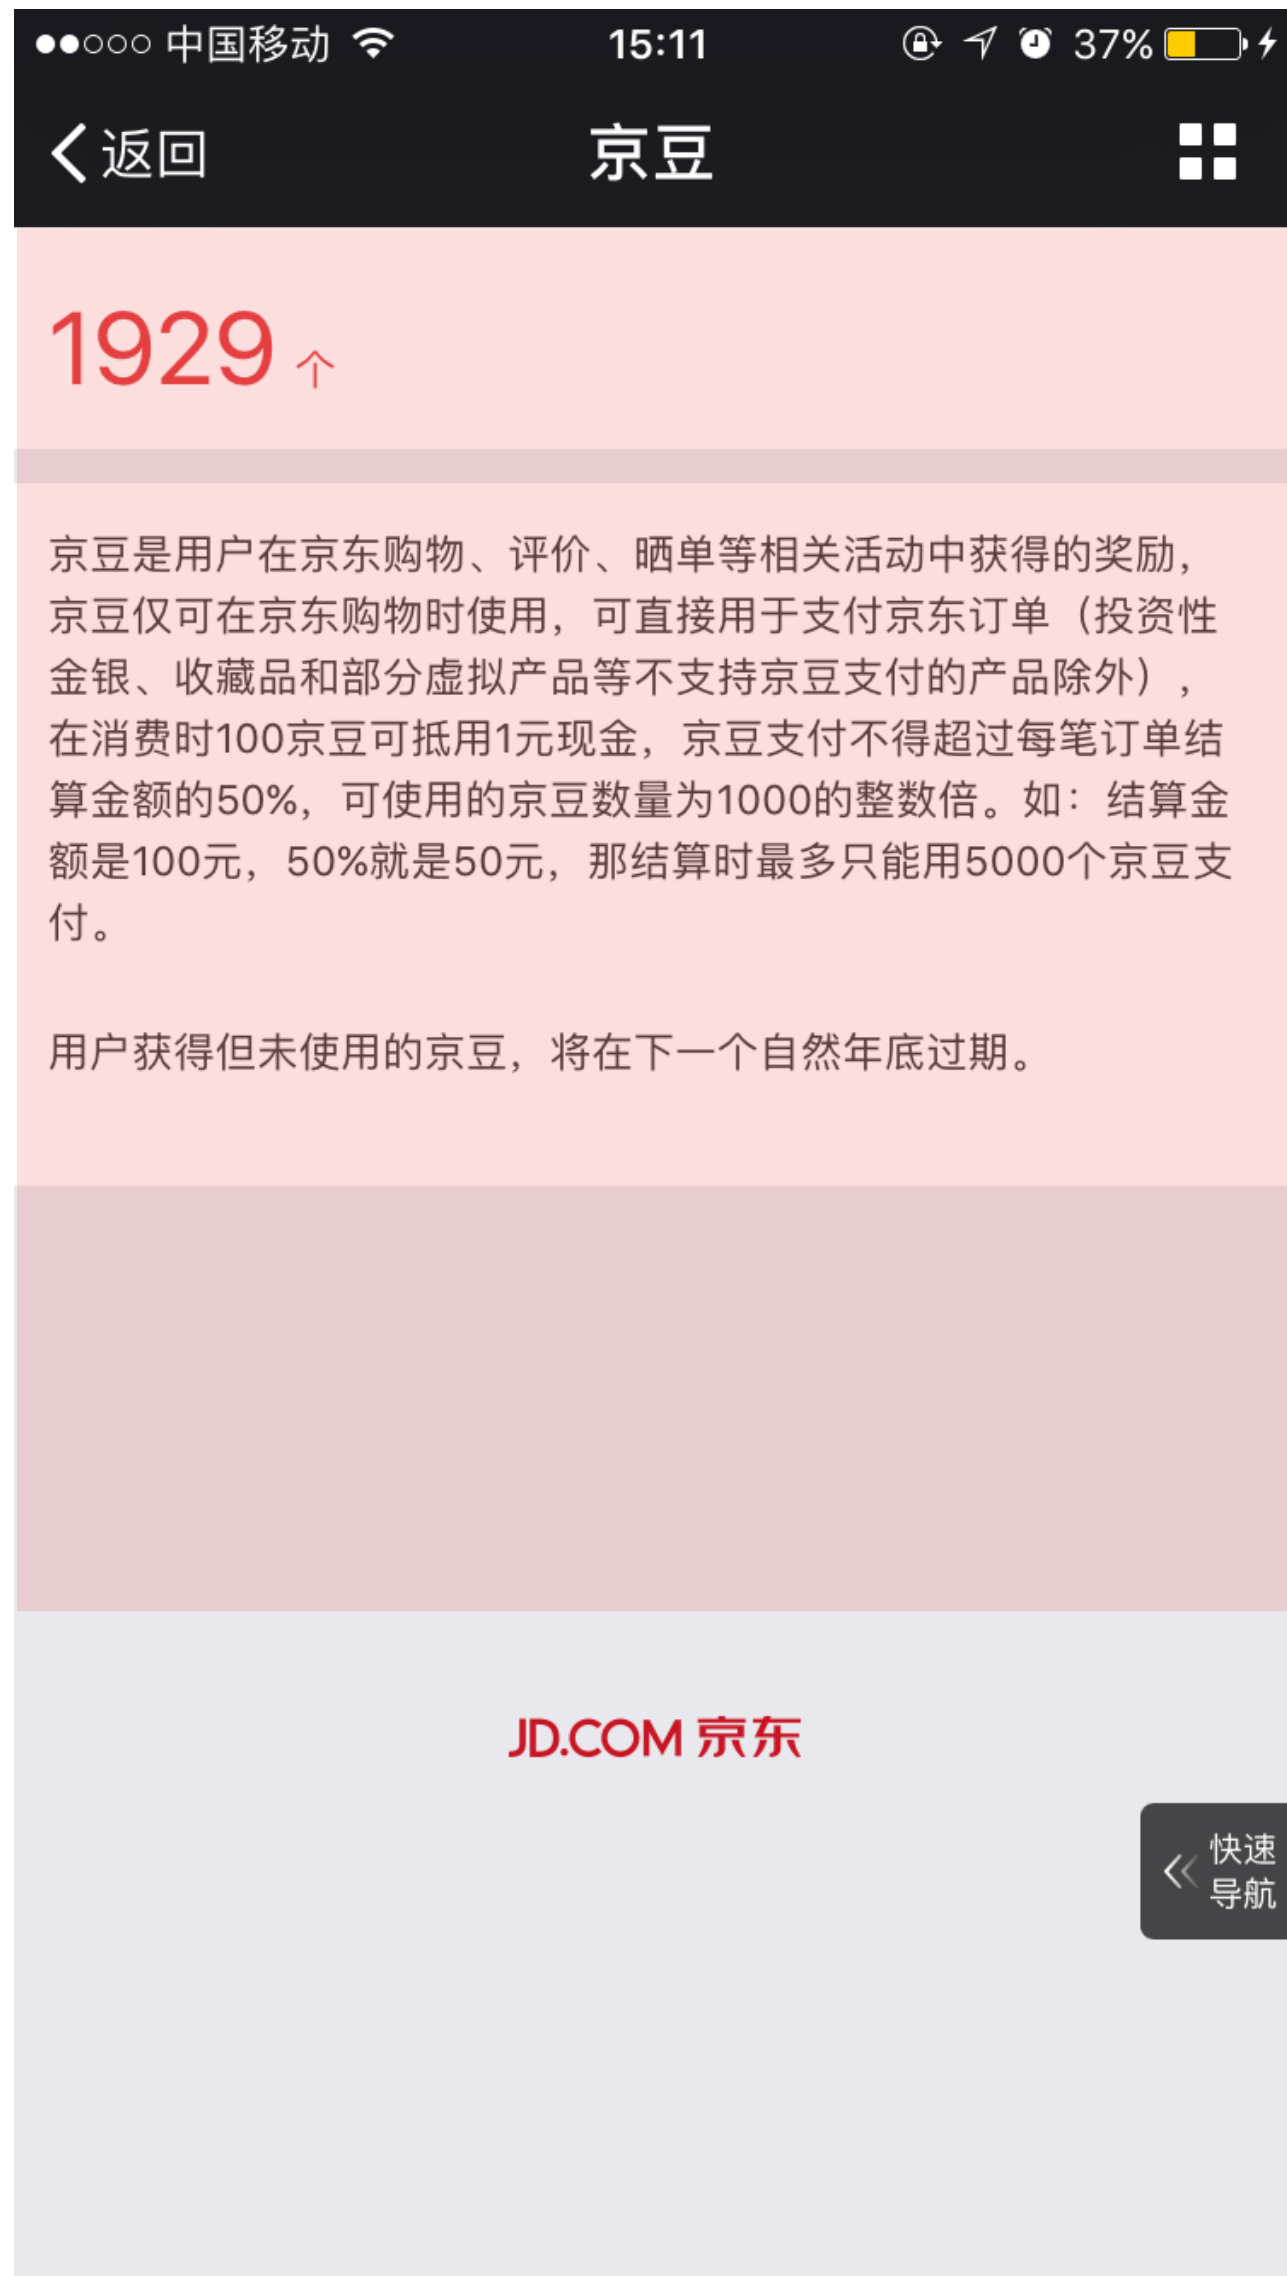 中国移动 15:11 37%
返回 京豆
1929 个
京豆是用户在京东购物、评价、晒单等相关活动中获得的奖励，
京豆仅可在京东购物时使用，可直接用于支付京东订单（投资性
金银、收藏品和部分虚拟产品等不支持京豆支付的产品除外），
在消费时100京豆可抵用1元现金，京豆支付不得超过每笔订单结
算金额的50%，可使用的京豆数量为1000的整数倍。如：结算金
额是100元，50%就是50元，那结算时最多只能用5000个京豆支
付。
用户获得但未使用的京豆，将在下一个自然年底过期。
JD.COM 京东
快速
导航